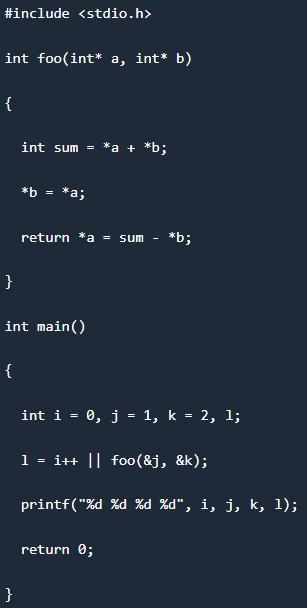 #include <stdio.h>
int foo(int* a, int* b)
{
int sum = *a + *b;
*b = *a;
return *a = sum - *b;
}
int main()
{
int i = 0, j = 1, k = 2, l;
l = i++ || foo(&j, &k);
printf("%d %d %d %d", i, j, k, l);
return 0;
}